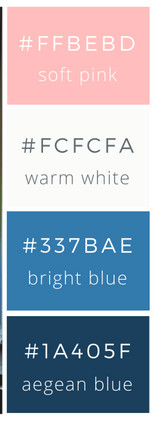 #FFBEBD
soft pink
#FCFCFA
warm white
#337BAE
bright blue
#1A405F
aegean blue